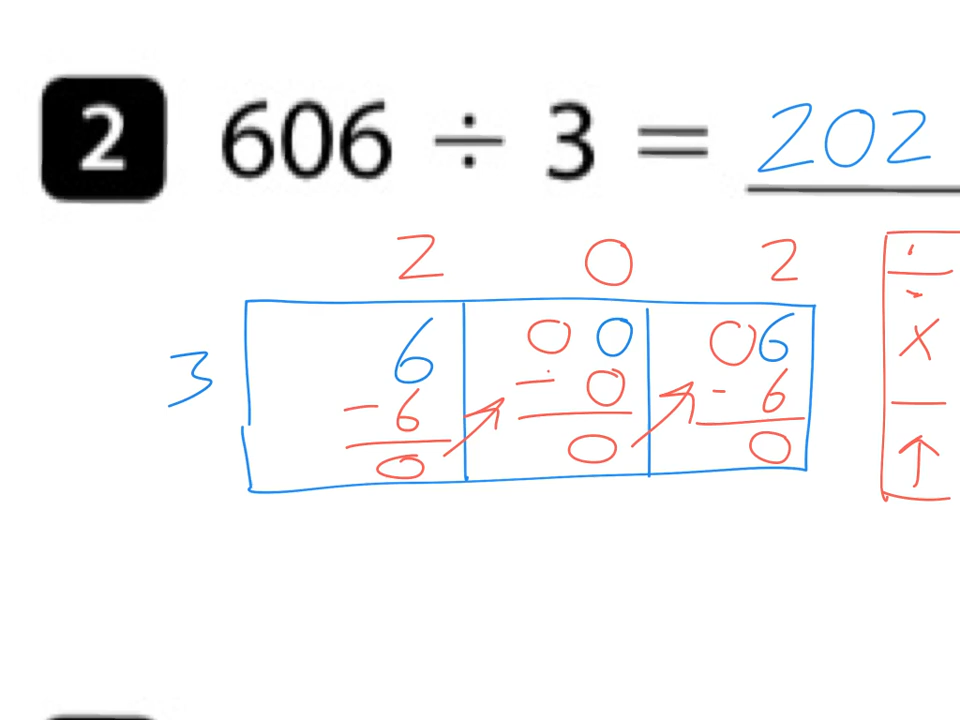 2 606 ÷ 3 = 202
2 0 2 ÷
3 6 00 06 ×
- 6 - 0 - 6 -
0 0 0 ↑